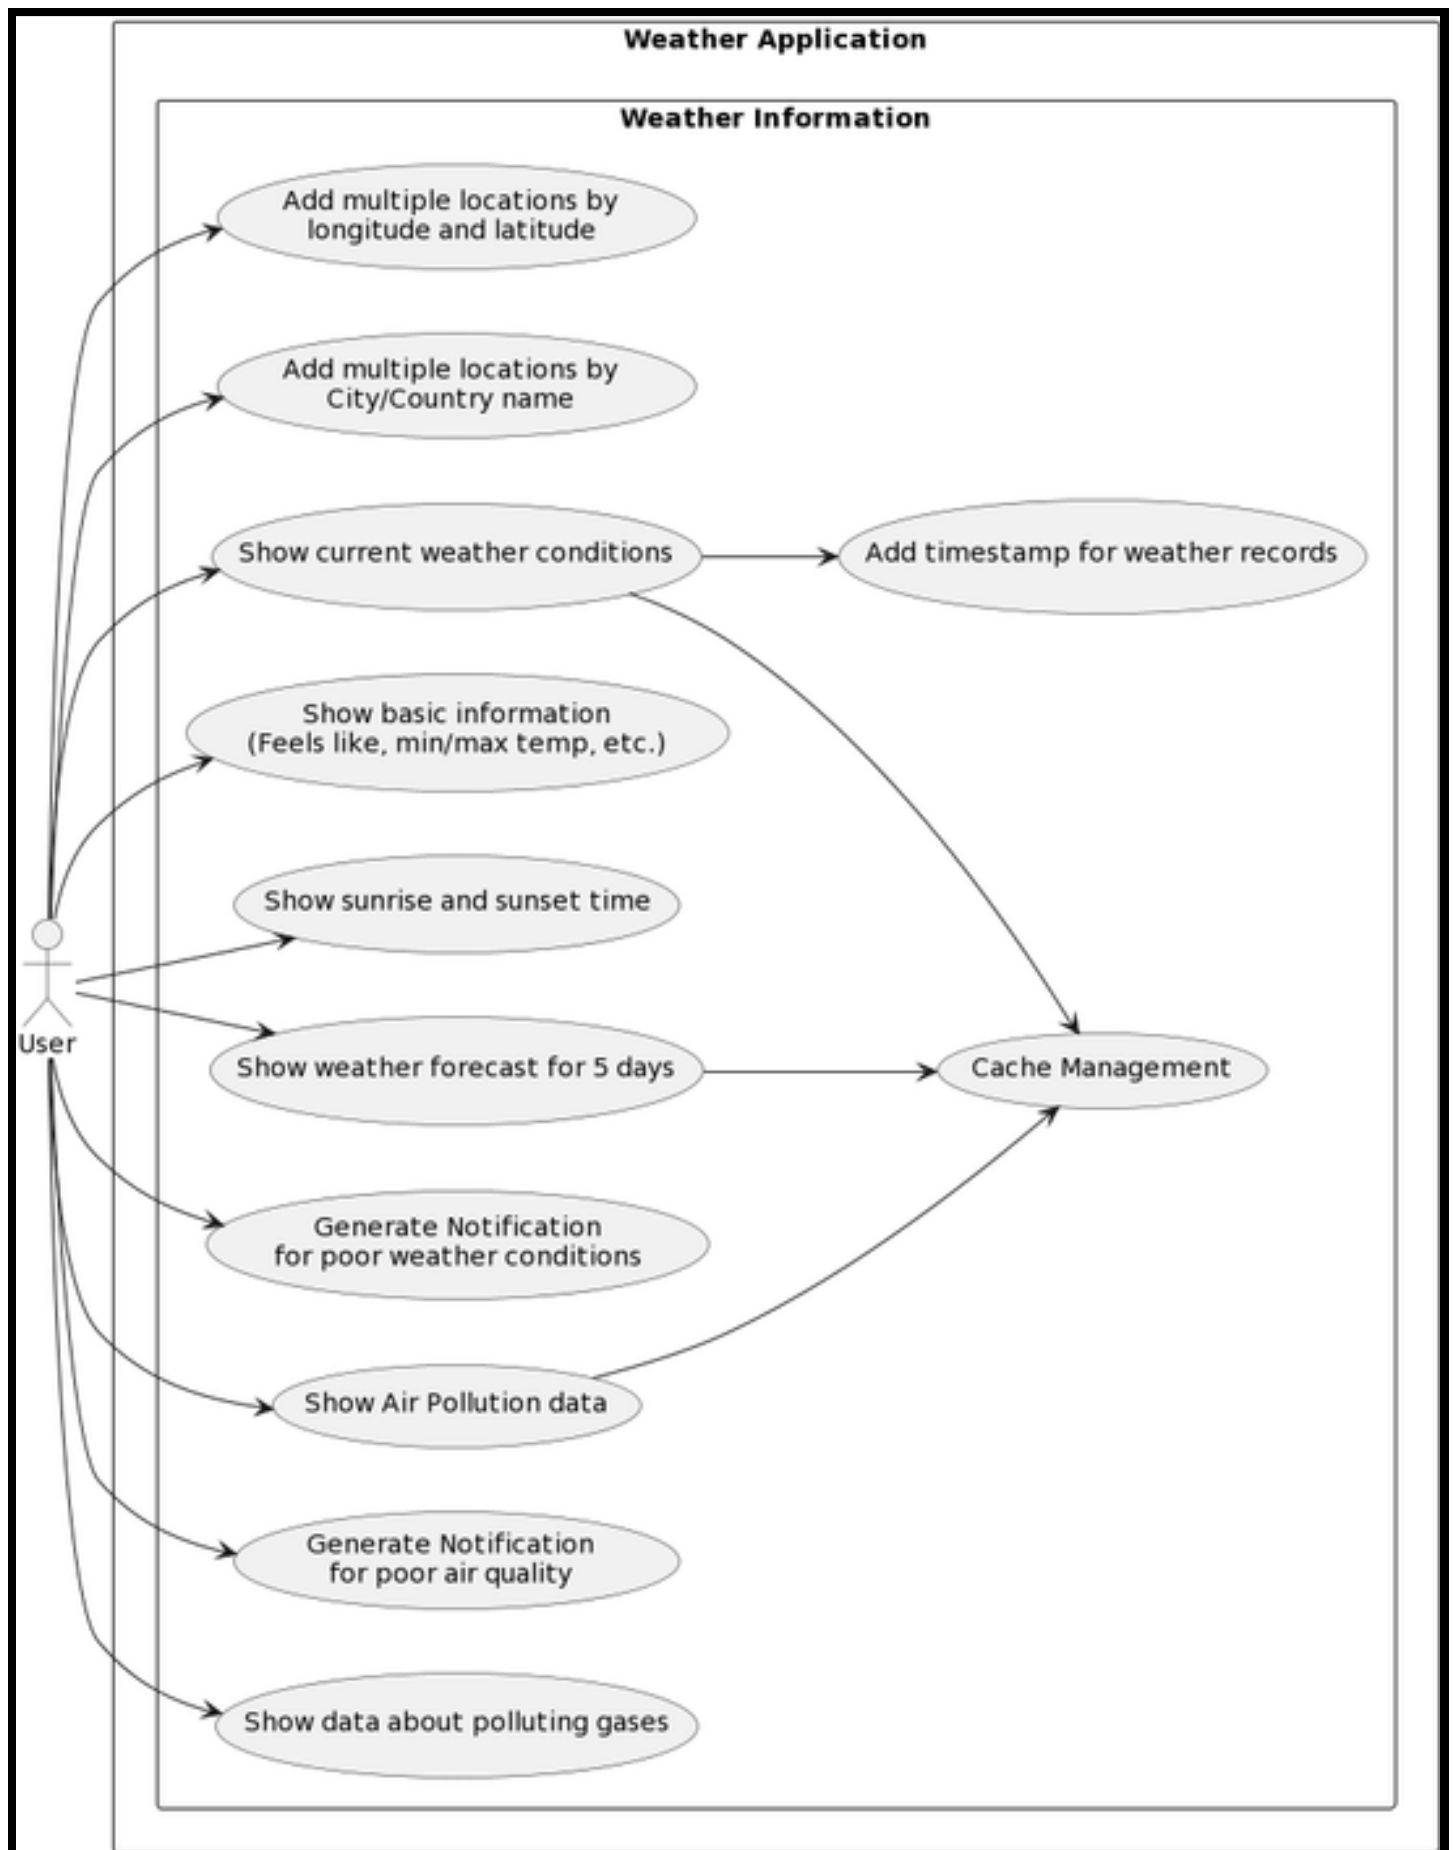 Weather Application
Weather Information
Add multiple locations by
longitude and latitude
Add multiple locations by
City/Country name
Show current weather conditions
Add timestamp for weather records
Show basic information
(Feels like, min/max temp, etc.)
Show sunrise and sunset time
User
Show weather forecast for 5 days
Cache Management
Generate Notification
for poor weather conditions
Show Air Pollution data
Generate Notification
for poor air quality
Show data about polluting gases